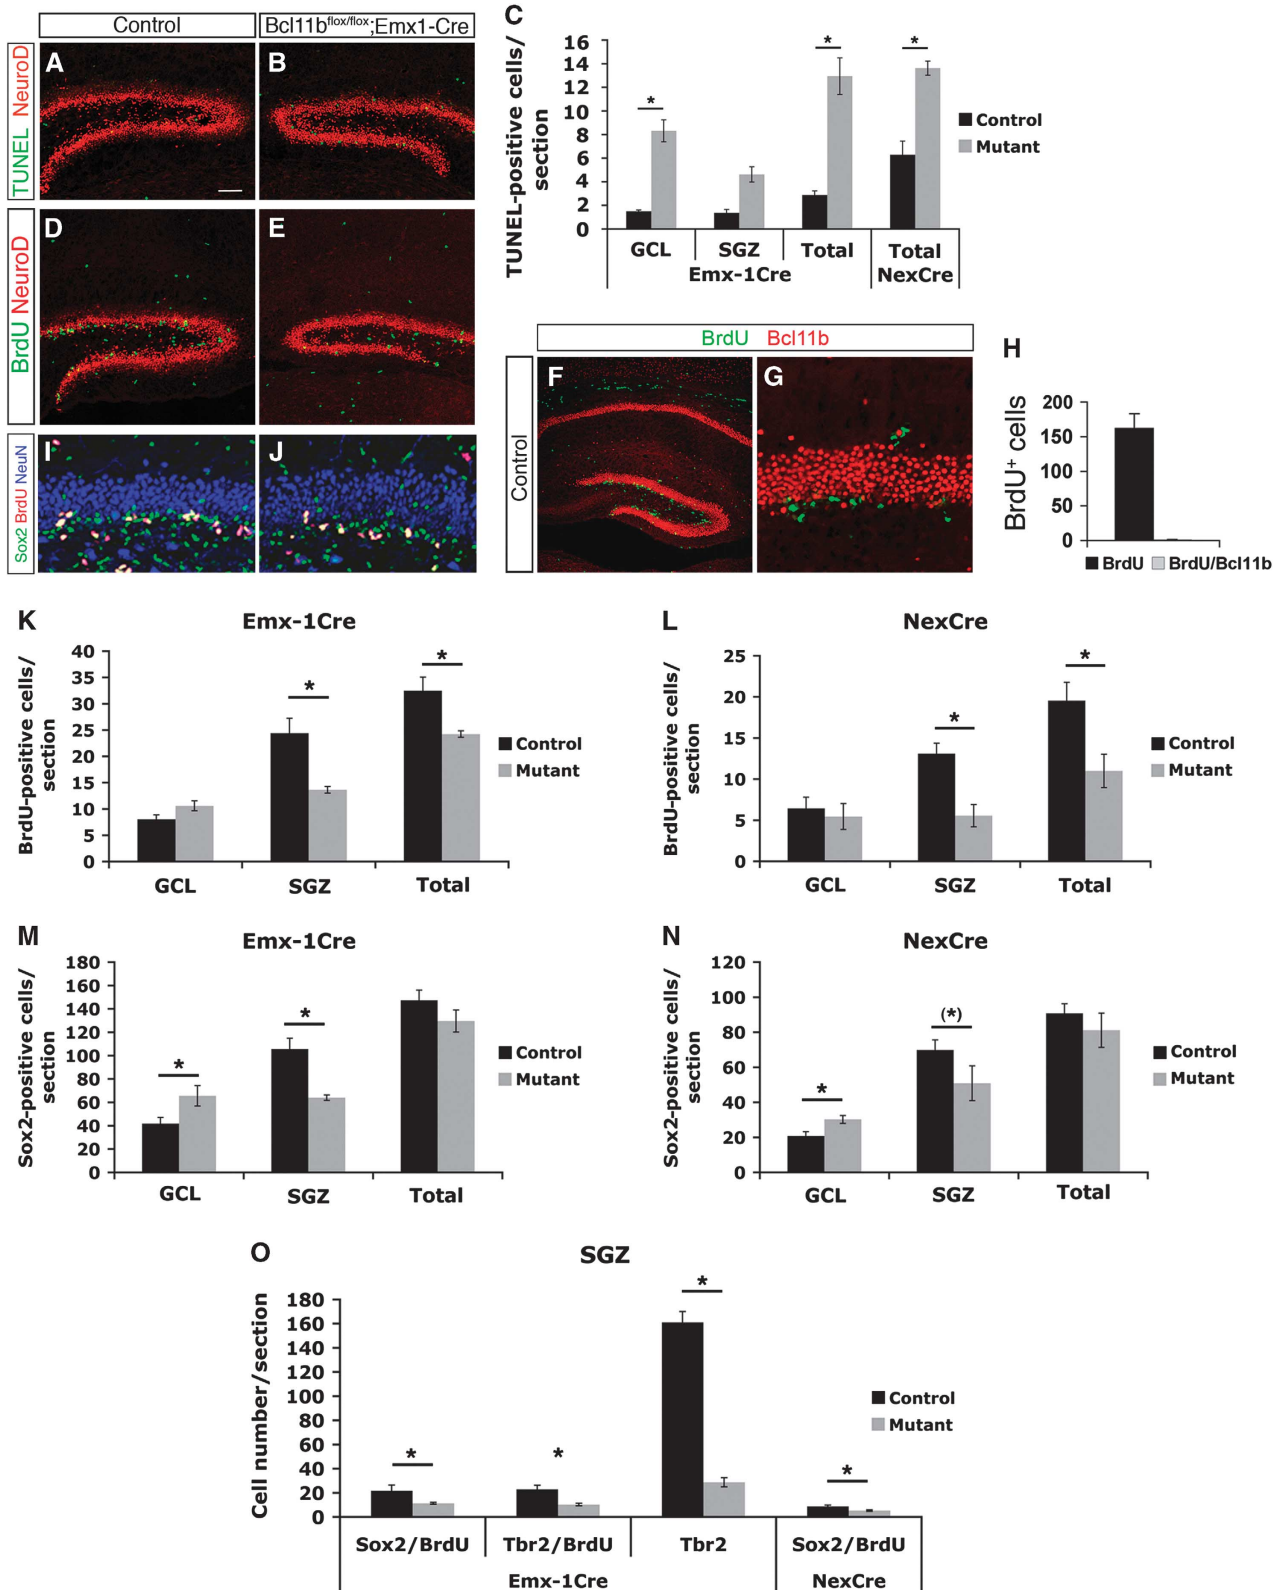 Control
Bcl11bflox/flox;Emx1-Cre
TUNEL NeuroD
A
B
BrdU NeuroD
D
E
Sox2 BrdU NeuN
I
J
C
TUNEL-positive cells/
section
16
14
12
10
8
6
4
2
0
*
*
*
GCL
SGZ
Total
Total
Emx-1Cre
NexCre
Control
Mutant
BrdU Bcl11b
Control
F
G
H
BrdU+ cells
200
150
100
50
0
BrdU
BrdU/Bcl11b
K
Emx-1Cre
BrdU-positive cells/
section
40
35
30
25
20
15
10
5
0
*
*
GCL
SGZ
Total
Control
Mutant
L
NexCre
BrdU-positive cells/
section
25
20
15
10
5
0
*
*
GCL
SGZ
Total
Control
Mutant
M
Emx-1Cre
Sox2-positive cells/
section
180
160
140
120
100
80
60
40
20
0
*
*
GCL
SGZ
Total
Control
Mutant
N
NexCre
Sox2-positive cells/
section
120
100
80
60
40
20
0
*
(*)
GCL
SGZ
Total
Control
Mutant
O
SGZ
Cell number/section
180
160
140
120
100
80
60
40
20
0
*
*
*
*
Sox2/BrdU
Tbr2/BrdU
Tbr2
Sox2/BrdU
Emx-1Cre
NexCre
Control
Mutant